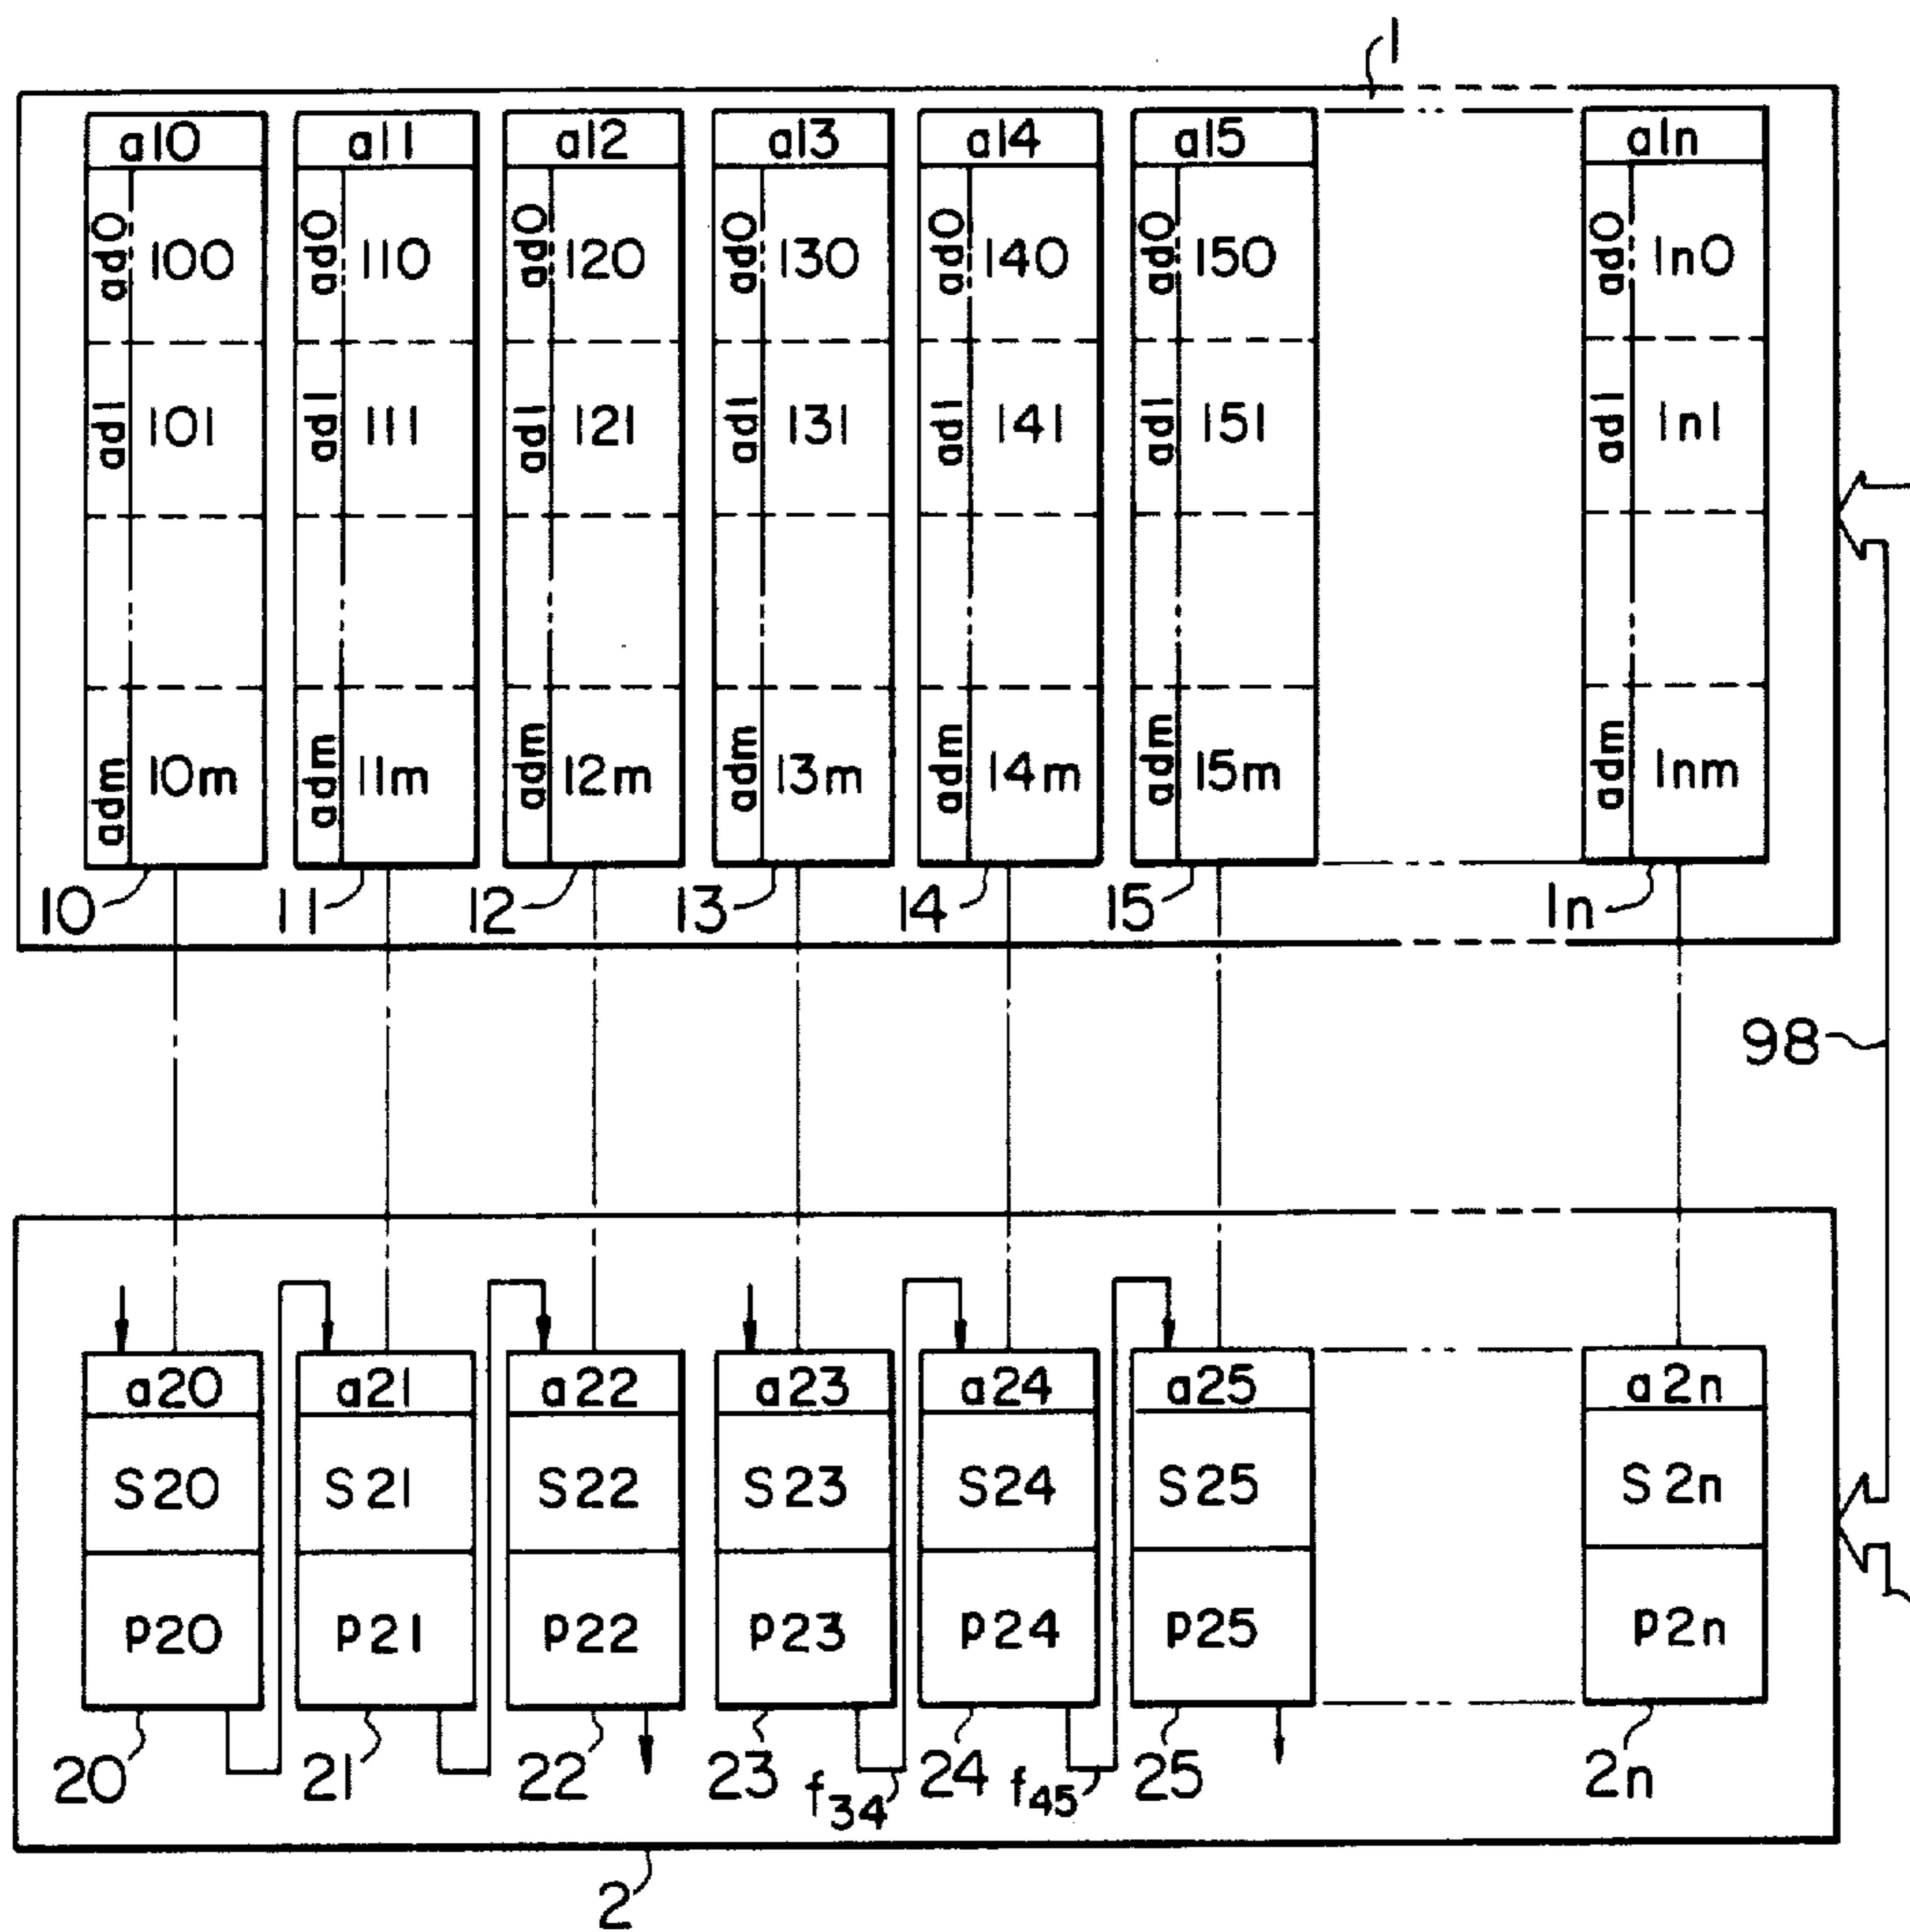 1
a10 a11 a12 a13 a14 a15 a1n
ad0 100 ad0 110 ad0 120 ad0 130 ad0 140 ad0 150 ad0 1n0
ad1 101 ad1 111 ad1 121 ad1 131 ad1 141 ad1 151 ad1 1n1
adm 10m adm 11m adm 12m adm 13m adm 14m adm 15m adm 1nm
10 11 12 13 14 15 1n
98
a20 a21 a22 a23 a24 a25 a2n
S20 S21 S22 S23 S24 S25 S2n
P20 P21 P22 P23 P24 P25 P2n
20 21 22 23 f34 24 f45 25 2n
2